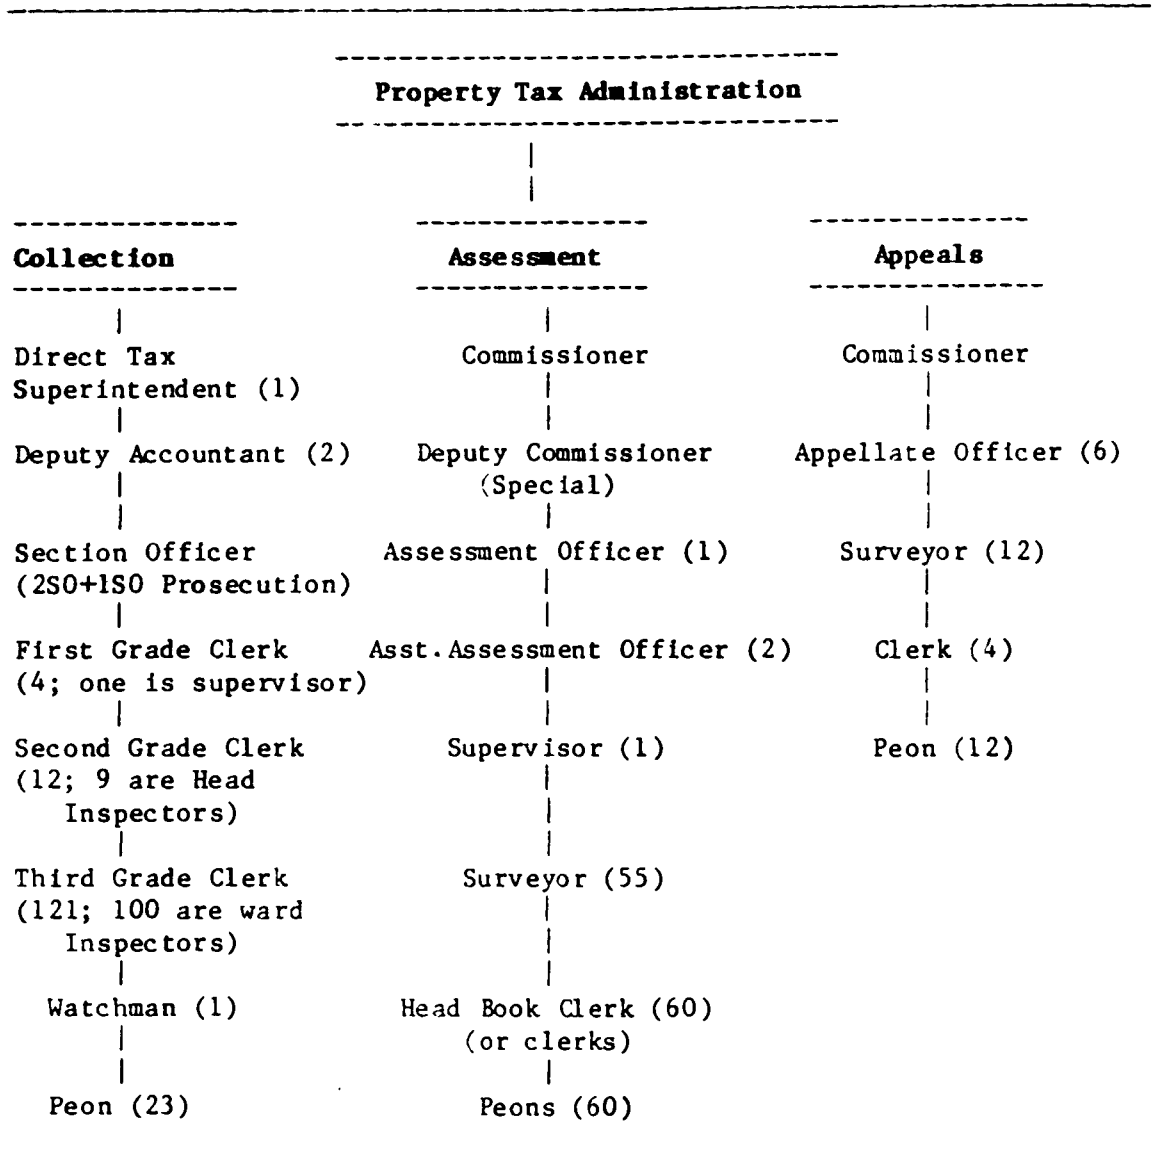 Property Tax Administration
Collection
Assessment
Appeals
Direct Tax
Superintendent (1)
Commissioner
Commissioner
Deputy Accountant (2)
Deputy Commissioner
(Special)
Appellate Officer (6)
Section Officer
(2SO+1SO Prosecution)
Assessment Officer (1)
Surveyor (12)
First Grade Clerk
(4; one is supervisor)
Asst.Assessment Officer (2)
Clerk (4)
Second Grade Clerk
(12; 9 are Head
Inspectors)
Supervisor (1)
Peon (12)
Third Grade Clerk
(121; 100 are ward
Inspectors)
Surveyor (55)
Watchman (1)
Head Book Clerk (60)
(or clerks)
Peon (23)
Peons (60)